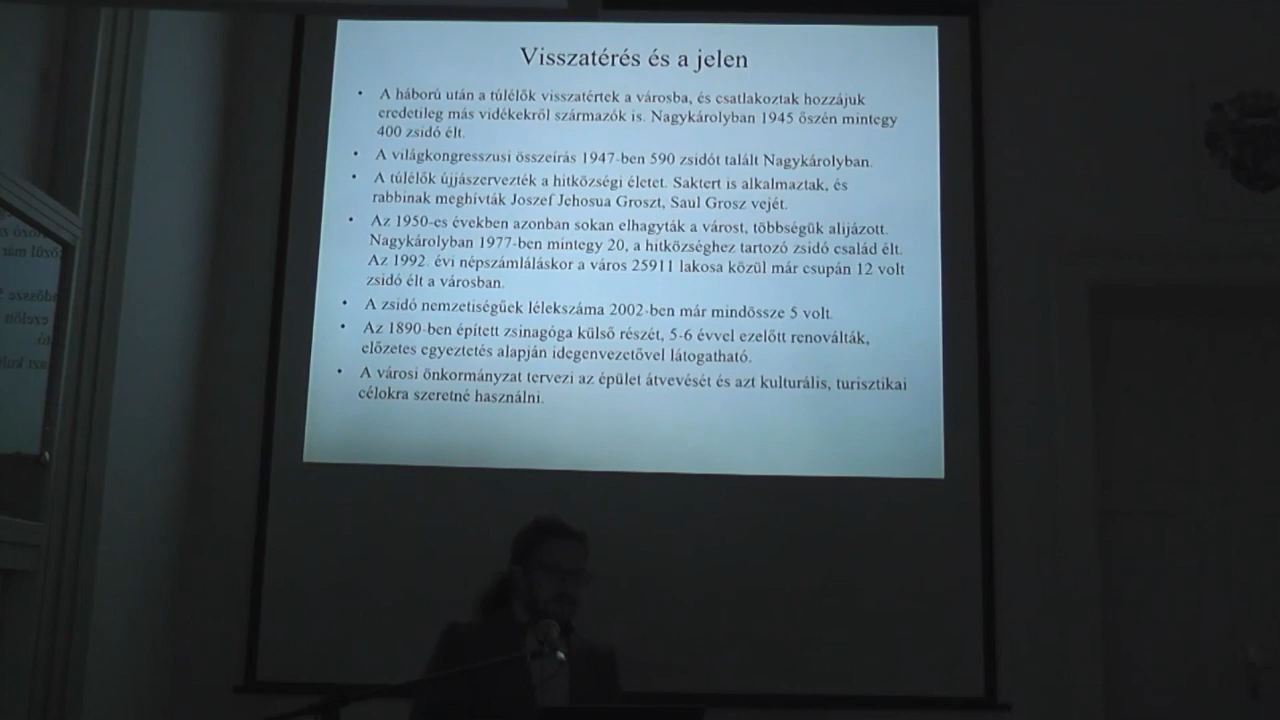 Visszatérés és a jelen
• A háború után a túlélők visszatértek a városba, és csatlakoztak hozzájuk
eredetileg más vidékekről származók is. Nagykárolyban 1945 őszén mintegy
400 zsidó élt.
• A világkongresszusi összeírás 1947-ben 590 zsidót talált Nagykárolyban.
• A túlélők újjászervezték a hitközségi életet. Saktert is alkalmaztak, és
rabbinak meghívták Joszef Jehosua Groszt, Saul Grosz vejét.
• Az 1950-es években azonban sokan elhagyták a várost, többségük alijázott.
Nagykárolyban 1977-ben mintegy 20, a hitközséghez tartozó zsidó család élt.
Az 1992. évi népszámláláskor a város 25911 lakosa közül már csupán 12 volt
zsidó élt a városban.
• A zsidó nemzetiségűek lélekszáma 2002-ben már mindössze 5 volt.
• Az 1890-ben épített zsinagóga külső részét, 5-6 évvel ezelőtt renoválták,
előzetes egyeztetés alapján idegenvezetővel látogatható.
• A városi önkormányzat tervezi az épület átvevését és azt kulturális, turisztikai
célokra szeretné használni.